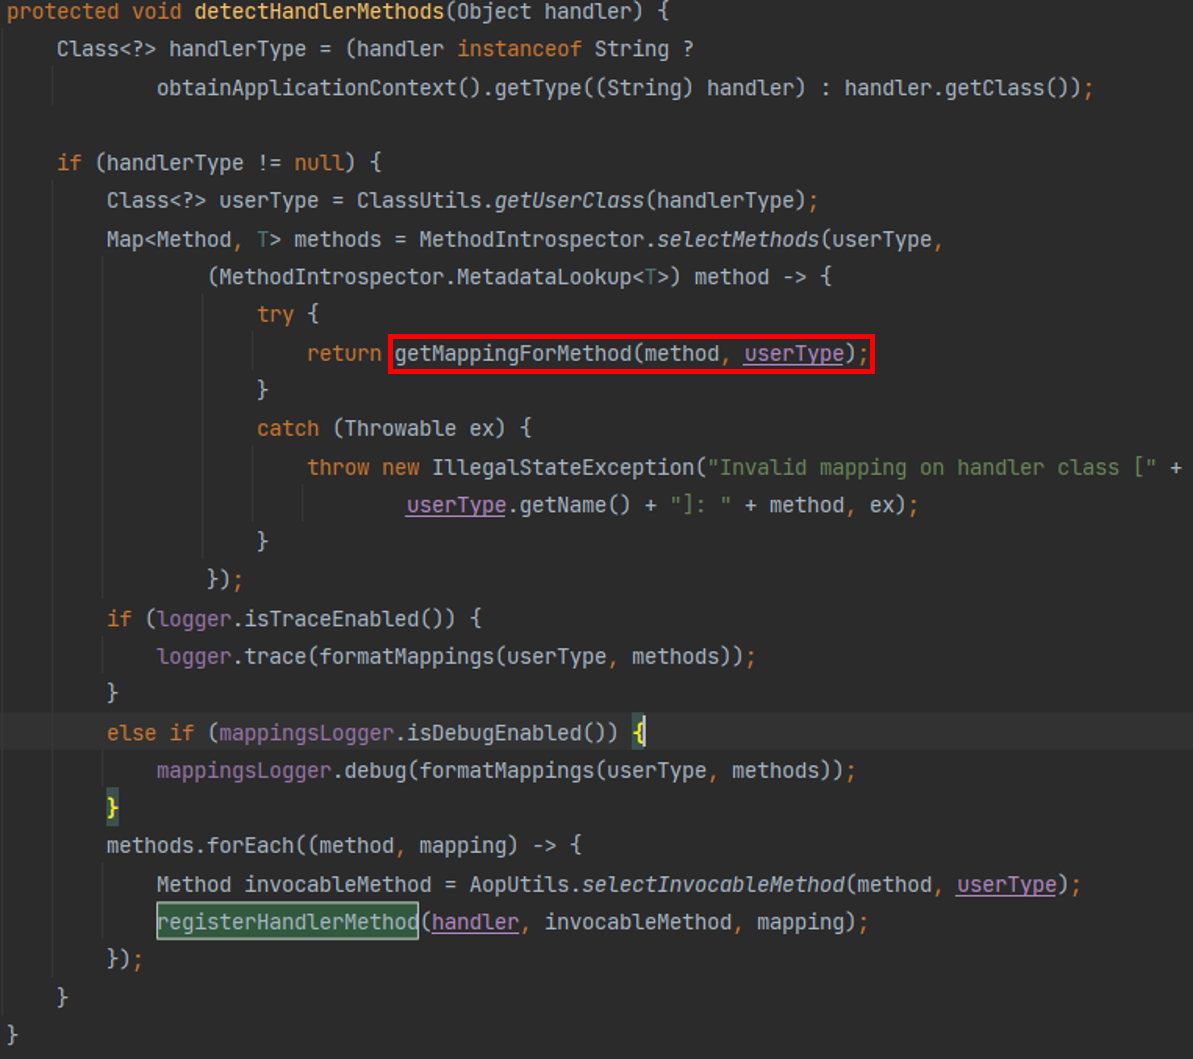 protected void detectHandlerMethods(Object handler) {
    Class<?> handlerType = (handler instanceof String ?
            obtainApplicationContext().getType((String) handler) : handler.getClass());

    if (handlerType != null) {
        Class<?> userType = ClassUtils.getUserClass(handlerType);
        Map<Method, T> methods = MethodIntrospector.selectMethods(userType,
                (MethodIntrospector.MetadataLookup<T>) method -> {
                    try {
                        return getMappingForMethod(method, userType);
                    }
                    catch (Throwable ex) {
                        throw new IllegalStateException("Invalid mapping on handler class [" +
                                userType.getName() + "]: " + method, ex);
                    }
                });
        if (logger.isTraceEnabled()) {
            logger.trace(formatMappings(userType, methods));
        }
        else if (mappingsLogger.isDebugEnabled()) {
            mappingsLogger.debug(formatMappings(userType, methods));
        }
        methods.forEach((method, mapping) -> {
            Method invocableMethod = AopUtils.selectInvocableMethod(method, userType);
            registerHandlerMethod(handler, invocableMethod, mapping);
        });
    }
}